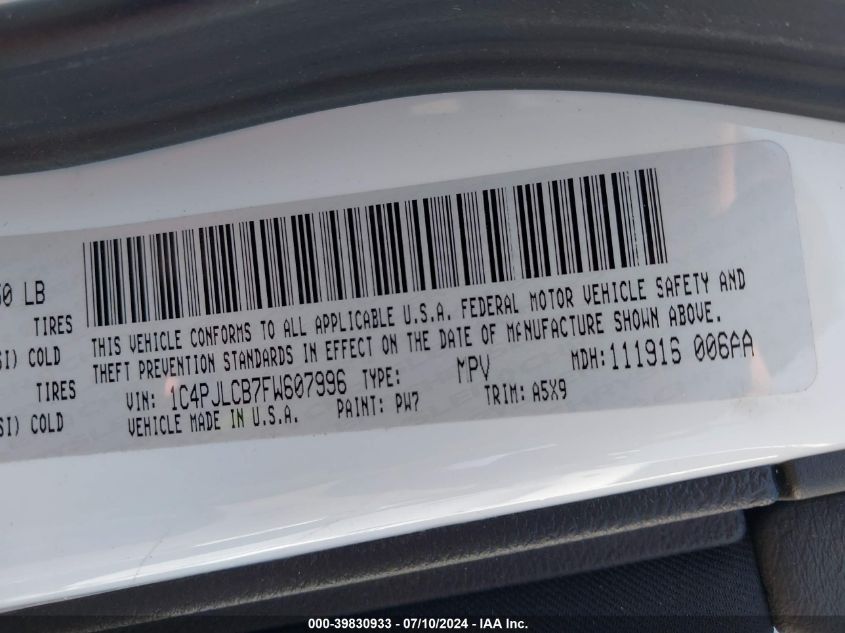 50 LB
TIRES
SI) COLD
TIRES
SI) COLD
THIS VEHICLE CONFORMS TO ALL APPLICABLE U.S.A. FEDERAL MOTOR VEHICLE SAFETY AND
THEFT PREVENTION STANDARDS IN EFFECT ON THE DATE OF MANUFACTURE SHOWN ABOVE.
VIN: 1C4PJLCB7FW607996 TYPE: MPV MDH: 111916 006AA
VEHICLE MADE IN U.S.A. PAINT: PW7 TRIM: A5X9
000-39830933 - 07/10/2024 - IAA Inc.